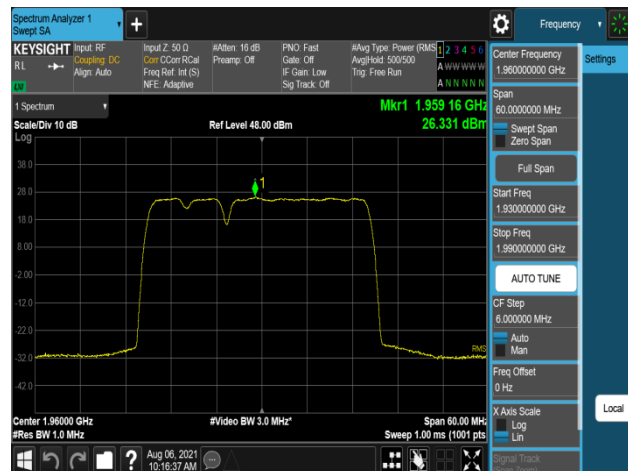 Spectrum Analyzer 1
Swept SA
Frequency
KEYSIGHT
Input: RF
Input Z: 50 Ω
#Atten: 16 dB
PNO: Fast
#Avg Type: Power (RMS
1 2 3 4 5 6
RL
Coupling: DC
Corr CCorr RCal
Preamp: Off
Gate: Off
Avg|Hold: 500/500
A W W W W W
Align: Auto
Freq Ref: Int (S)
IF Gain: Low
Trig: Free Run
LXI
NFE: Adaptive
Sig Track: Off
A N N N N N
1 Spectrum
Mkr1 1.959 16 GHz
Scale/Div 10 dB
Ref Level 48.00 dBm
26.331 dBm
Log
38.0
28.0
18.0
8.00
-2.00
-12.0
-22.0
-32.0
-42.0
1
RMS
Center 1.96000 GHz
#Video BW 3.0 MHz*
Span 60.00 MHz
#Res BW 1.0 MHz
Sweep 1.00 ms (1001 pts
Aug 06, 2021
10:16:37 AM
Center Frequency
1.960000000 GHz
Settings
Span
60.0000000 MHz
Swept Span
Zero Span
Full Span
Start Freq
1.930000000 GHz
Stop Freq
1.990000000 GHz
AUTO TUNE
CF Step
6.000000 MHz
Auto
Man
Freq Offset
0 Hz
X Axis Scale
Log
Lin
Local
Signal Track
(Span Zoom)